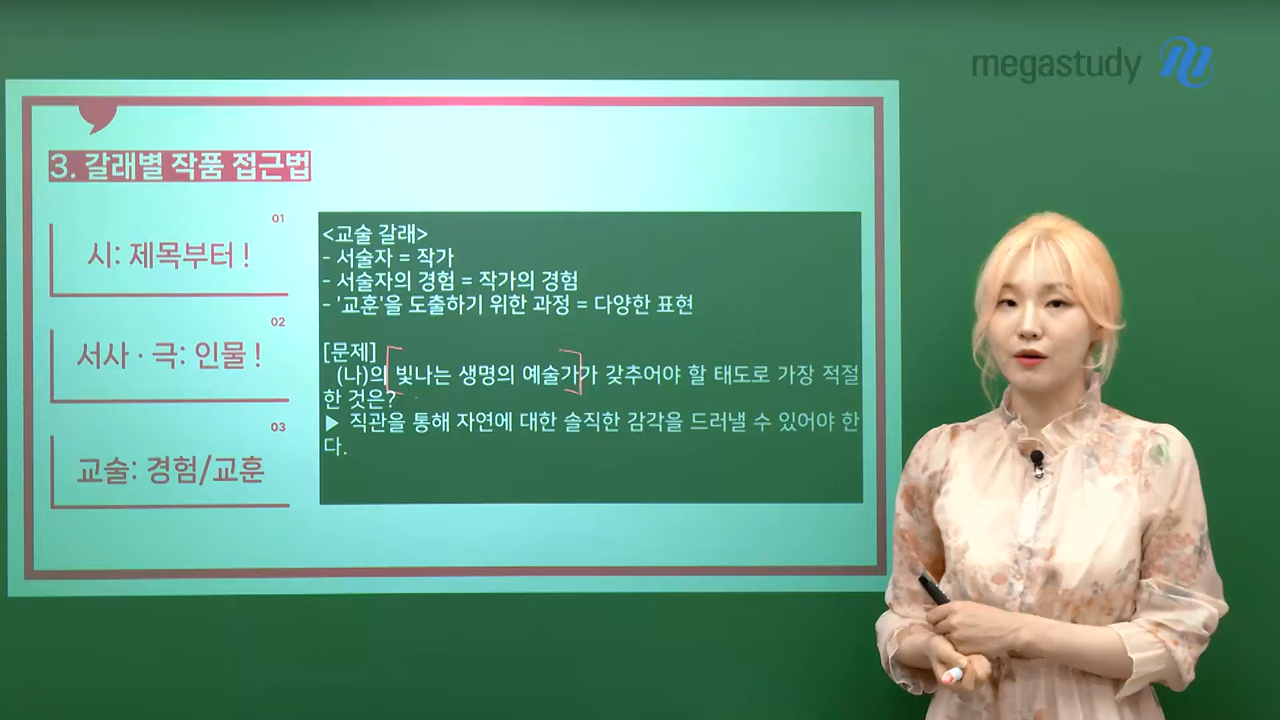 megastudy
3. 갈래별 작품 접근법
01
시: 제목부터 !
02
서사 · 극: 인물 !
03
교술: 경험/교훈
<교술 갈래>
- 서술자 = 작가
- 서술자의 경험 = 작가의 경험
- '교훈'을 도출하기 위한 과정 = 다양한 표현
[문제]
(나)의 빛나는 생명의 예술가가 갖추어야 할 태도로 가장 적절
한 것은?
▶ 직관을 통해 자연에 대한 솔직한 감각을 드러낼 수 있어야 한
다.